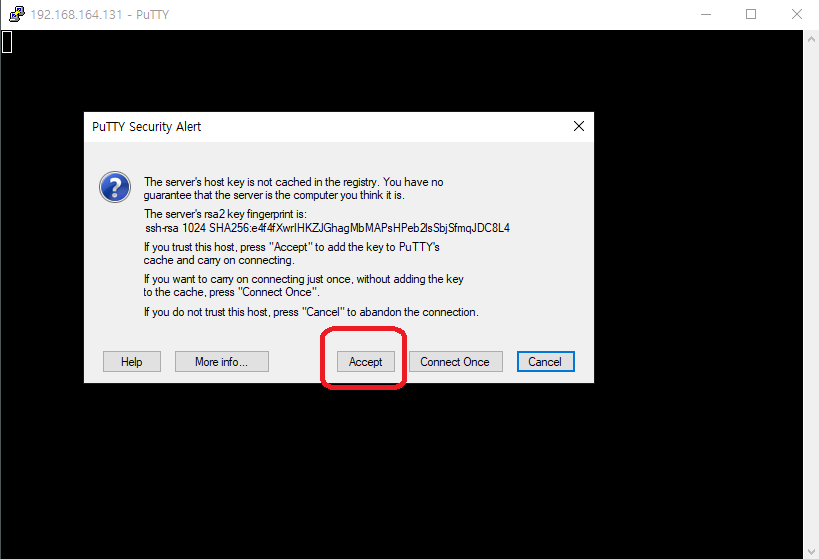 192.168.164.131 - PuTTY
PuTTY Security Alert
The server's host key is not cached in the registry. You have no
guarantee that the server is the computer you think it is.
The server's rsa2 key fingerprint is:
ssh-rsa 1024 SHA256:e4f4fXwrIHKZJGhagMbMAPsHPeb2IsSbjSfmqJDC8L4
If you trust this host, press "Accept" to add the key to PuTTY's
cache and carry on connecting.
If you want to carry on connecting just once, without adding the key
to the cache, press "Connect Once".
If you do not trust this host, press "Cancel" to abandon the connection.
Help
More info...
Accept
Connect Once
Cancel